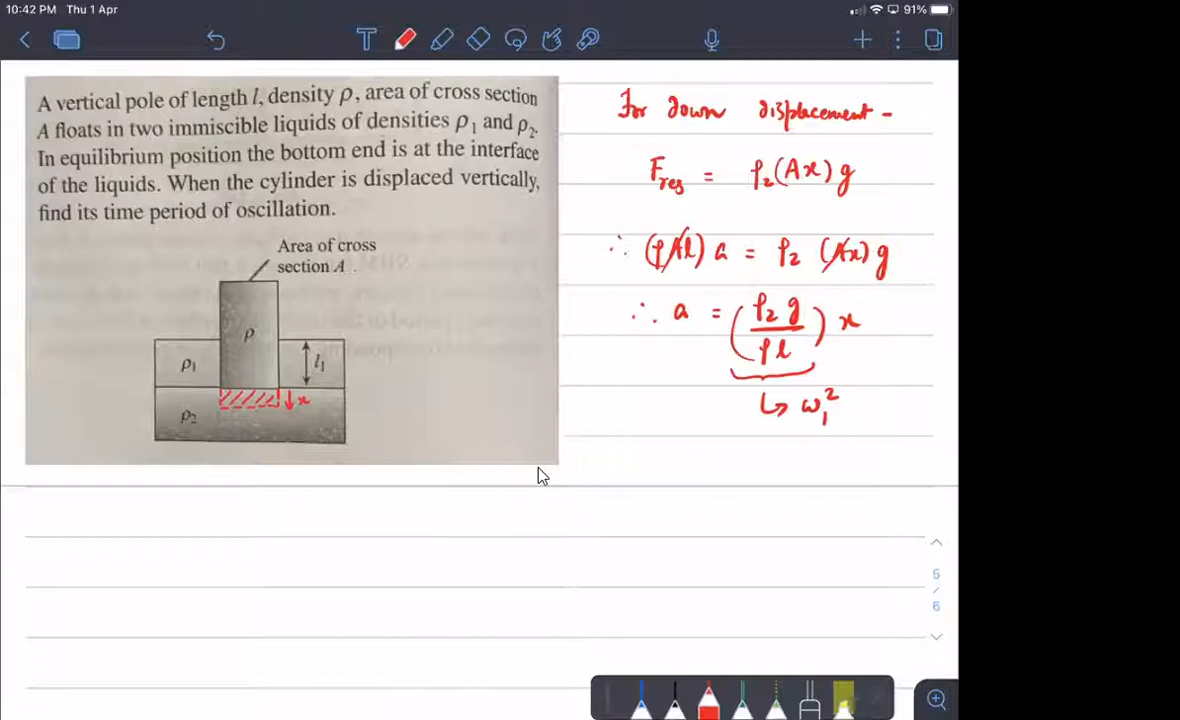 10:42 PM Thu 1 Apr
91%
A vertical pole of length l, density ρ, area of cross section
A floats in two immiscible liquids of densities ρ₁ and ρ₂.
In equilibrium position the bottom end is at the interface
of the liquids. When the cylinder is displaced vertically,
find its time period of oscillation.
Area of cross
section A
ρ
ρ₁
l₁
x
ρ₂
For down displacement -
F_res = ρ₂(Ax)g
∴ (ρAl) a = ρ₂ (Ax) g
∴ a = (ρ₂ g / ρ l) x
↳ ω₁²
5
/
6